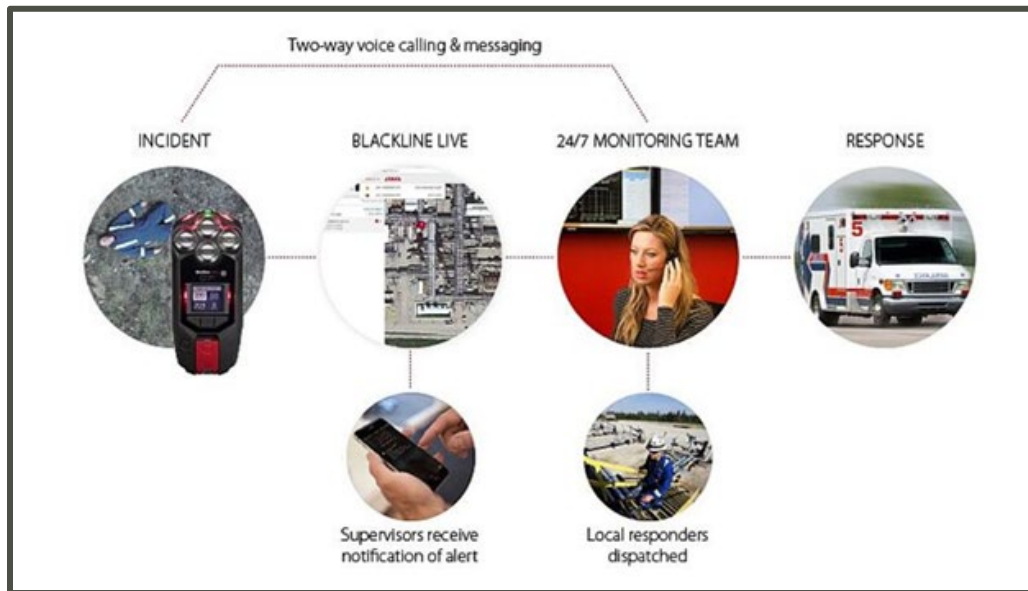 Two-way voice calling & messaging
INCIDENT
BLACKLINE LIVE
24/7 MONITORING TEAM
RESPONSE
5
Supervisors receive
notification of alert
Local responders
dispatched